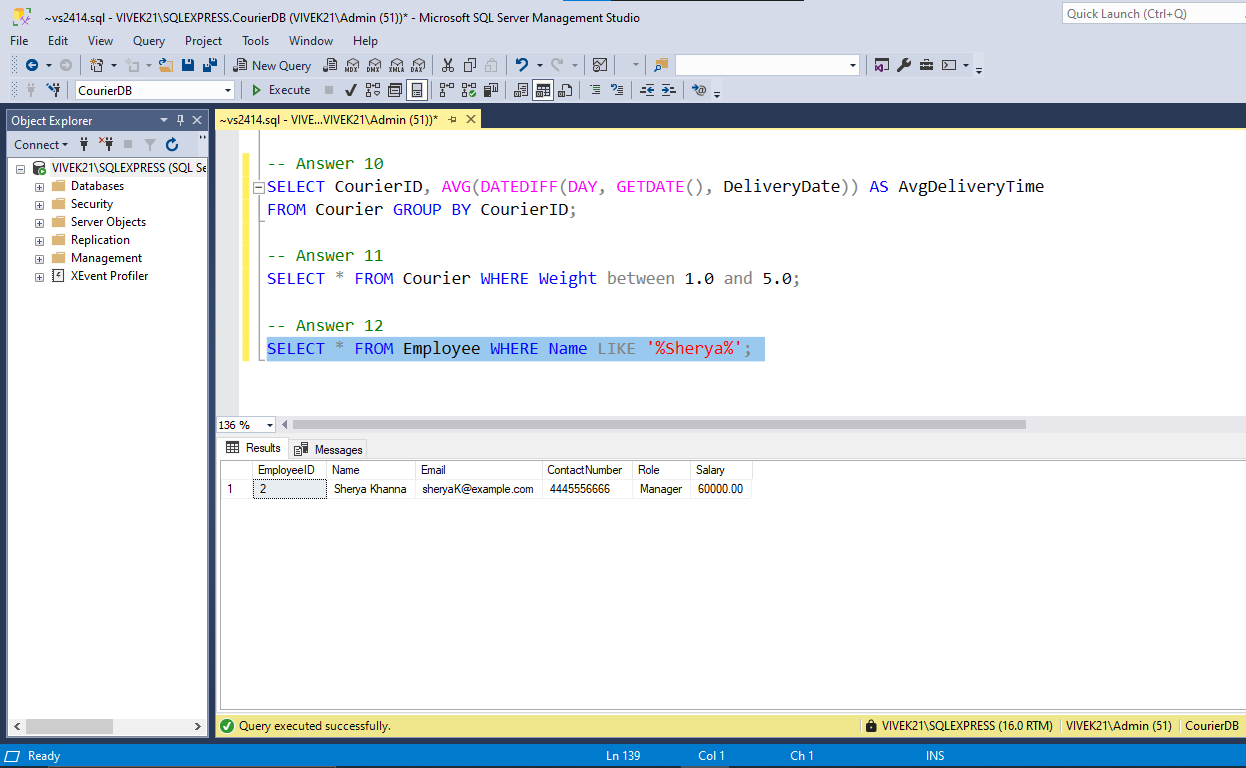 ~vs2414.sql - VIVEK21\SQLEXPRESS.CourierDB (VIVEK21\Admin (51))* - Microsoft SQL Server Management Studio
Quick Launch (Ctrl+Q)
File Edit View Query Project Tools Window Help
New Query MDX DMX XMLA DAX
CourierDB Execute
Object Explorer
~vs2414.sql - VIVE...VIVEK21\Admin (51))*
Connect
VIVEK21\SQLEXPRESS (SQL Se
Databases
Security
Server Objects
Replication
Management
XEvent Profiler
-- Answer 10
SELECT CourierID, AVG(DATEDIFF(DAY, GETDATE(), DeliveryDate)) AS AvgDeliveryTime
FROM Courier GROUP BY CourierID;
-- Answer 11
SELECT * FROM Courier WHERE Weight between 1.0 and 5.0;
-- Answer 12
SELECT * FROM Employee WHERE Name LIKE '%Sherya%';
136 %
Results Messages
EmployeeID Name Email ContactNumber Role Salary
1 2 Sherya Khanna sheryaK@example.com 4445556666 Manager 60000.00
Query executed successfully. VIVEK21\SQLEXPRESS (16.0 RTM) VIVEK21\Admin (51) CourierDB
Ready Ln 139 Col 1 Ch 1 INS